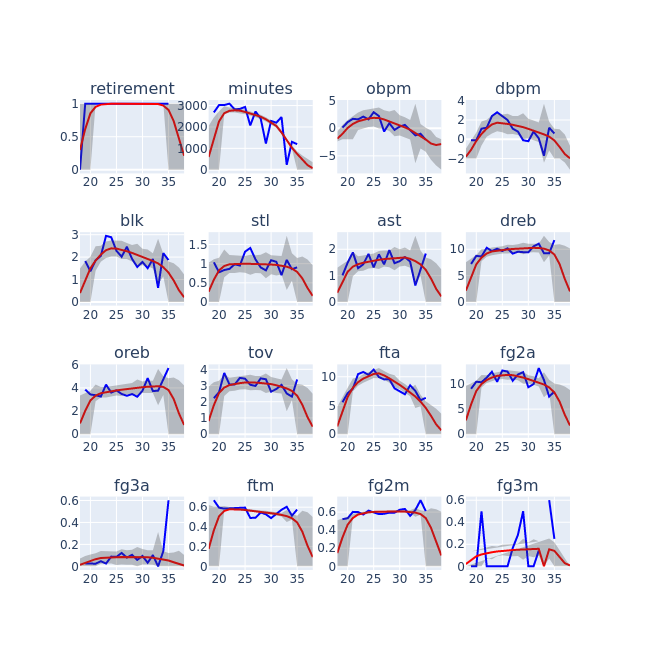 retirement minutes obpm dbpm
1 3000 5 4
2000 2
0.5 0 0
1000 −5 −2
0 0
20 25 30 35 20 25 30 35 20 25 30 35 20 25 30 35
blk stl ast dreb
3 1.5 2 10
2 1
1 0.5 1 5
0 0 0 0
20 25 30 35 20 25 30 35 20 25 30 35 20 25 30 35
oreb tov fta fg2a
6 4
4 3 10 10
2 2 5 5
1
0 0 0 0
20 25 30 35 20 25 30 35 20 25 30 35 20 25 30 35
fg3a ftm fg2m fg3m
0.6 0.6 0.6 0.6
0.4 0.4 0.4 0.4
0.2 0.2 0.2 0.2
0 0 0 0
20 25 30 35 20 25 30 35 20 25 30 35 20 25 30 35